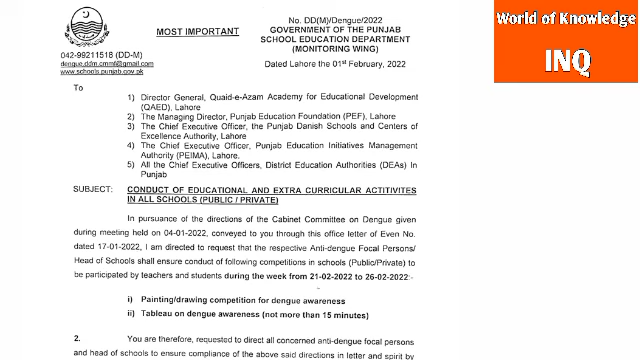 World of Knowledge
INQ
No. DD(M)/Dengue/2022
MOST IMPORTANT
GOVERNMENT OF THE PUNJAB
SCHOOL EDUCATION DEPARTMENT
(MONITORING WING)
042-99211518 (DD-M)
dengue.ddm.cmmf@gmail.com
www.schools.punjab.gov.pk
Dated Lahore the 01st February, 2022
To
1) Director General, Quaid-e-Azam Academy for Educational Development
(QAED), Lahore
2) The Managing Director, Punjab Education Foundation (PEF), Lahore
3) The Chief Executive Officer, the Punjab Danish Schools and Centers of
Excellence Authority, Lahore
4) The Chief Executive Officer, Punjab Education Initiatives Management
Authority (PEIMA), Lahore,
5) All the Chief Executive Officers, District Education Authorities (DEAs) In
Punjab
SUBJECT: CONDUCT OF EDUCATIONAL AND EXTRA CURRICULAR ACTITIVITES
IN ALL SCHOOLS (PUBLIC / PRIVATE)
In pursuance of the directions of the Cabinet Committee on Dengue given
during meeting held on 04-01-2022, conveyed to you through this office letter of Even No.
dated 17-01-2022, I am directed to request that the respective Anti-dengue Focal Persons/
Head of Schools shall ensure conduct of following competitions in schools (Public/Private) to
be participated by teachers and students during the week from 21-02-2022 to 26-02-2022:-
i) Painting/drawing competition for dengue awareness
ii) Tableau on dengue awareness (not more than 15 minutes)
2. You are therefore, requested to direct all concerned anti-dengue focal persons
and head of schools to ensure compliance of the above said directions in letter and spirit by